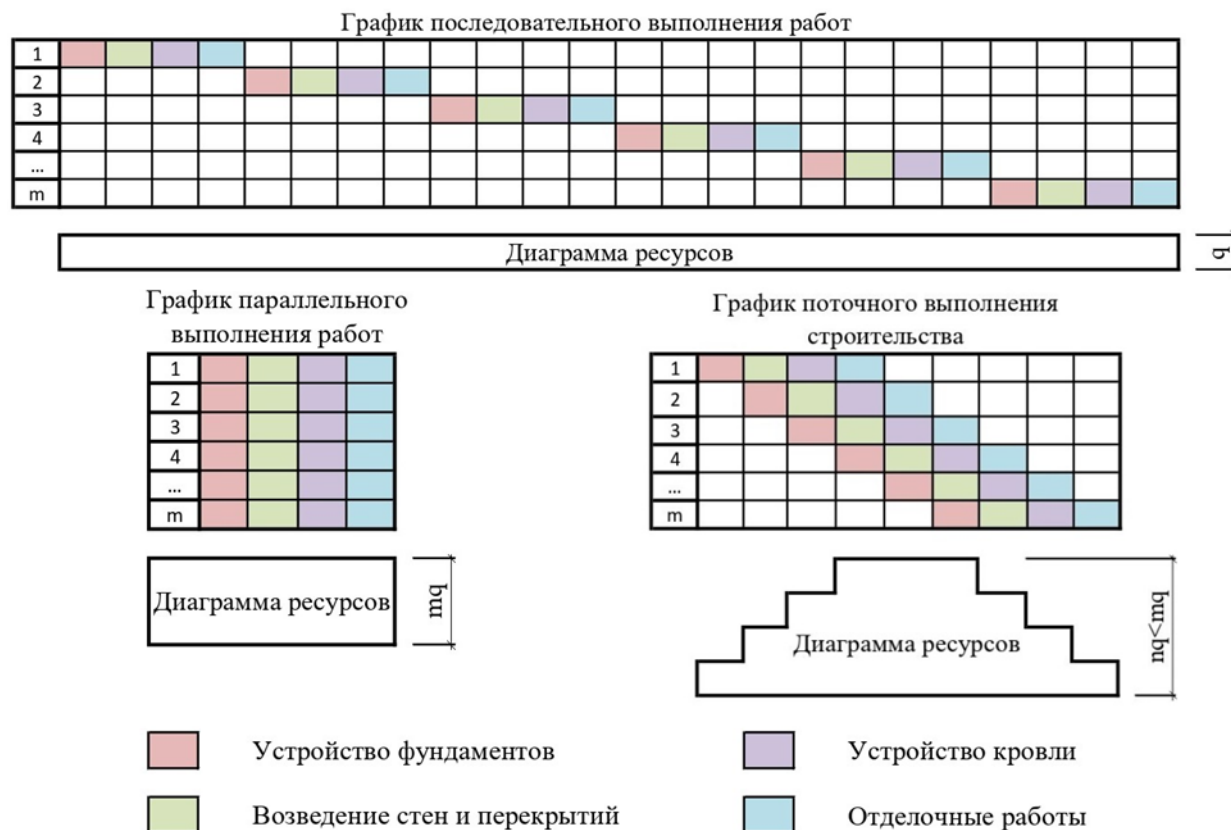 График последовательного выполнения работ
1
2
3
4
...
m
Диаграмма ресурсов
q
График параллельного
выполнения работ
1
2
3
4
...
m
Диаграмма ресурсов
mq
График поточного выполнения
строительства
1
2
3
4
...
m
Диаграмма ресурсов
nq<mq
Устройство фундаментов
Устройство кровли
Возведение стен и перекрытий
Отделочные работы